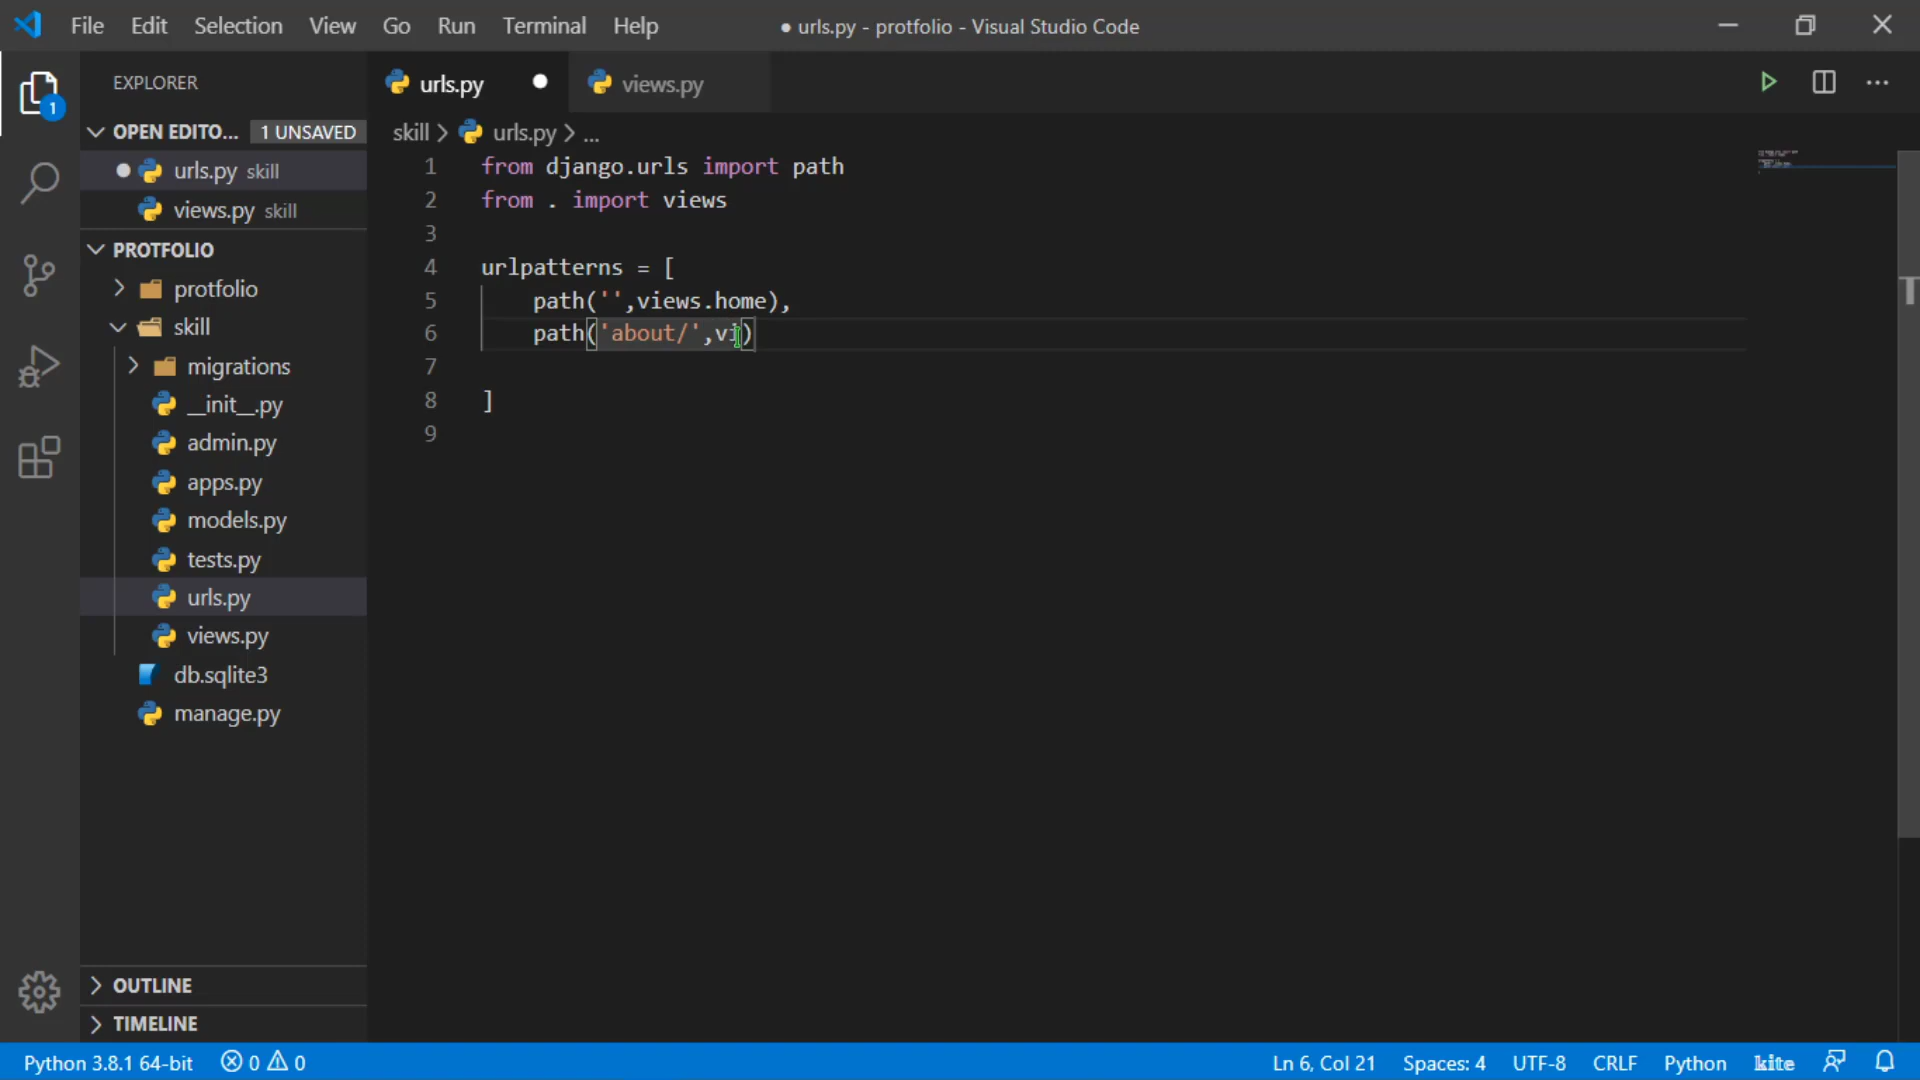 File Edit Selection View Go Run Terminal Help ● urls.py - protfolio - Visual Studio Code
EXPLORER
urls.py views.py
OPEN EDITO... 1 UNSAVED
skill > urls.py > ...
urls.py skill
views.py skill
PROTFOLIO
protfolio
skill
migrations
__init__.py
admin.py
apps.py
models.py
tests.py
urls.py
views.py
db.sqlite3
manage.py
OUTLINE
TIMELINE
1 from django.urls import path
2 from . import views
3
4 urlpatterns = [
5 path('',views.home),
6 path('about/',vi)
7
8 ]
9
1
T
Python 3.8.1 64-bit 0 0 Ln 6, Col 21 Spaces: 4 UTF-8 CRLF Python kite